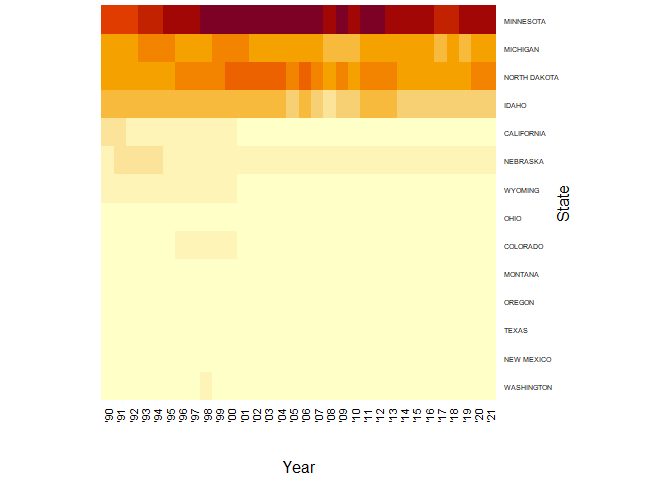 MINNESOTA
MICHIGAN
NORTH DAKOTA
IDAHO
CALIFORNIA
NEBRASKA
WYOMING
OHIO
COLORADO
MONTANA
OREGON
TEXAS
NEW MEXICO
WASHINGTON
State
'90 '91 '92 '93 '94 '95 '96 '97 '98 '99 '00 '01 '02 '03 '04 '05 '06 '07 '08 '09 '10 '11 '12 '13 '14 '15 '16 '17 '18 '19 '20 '21
Year